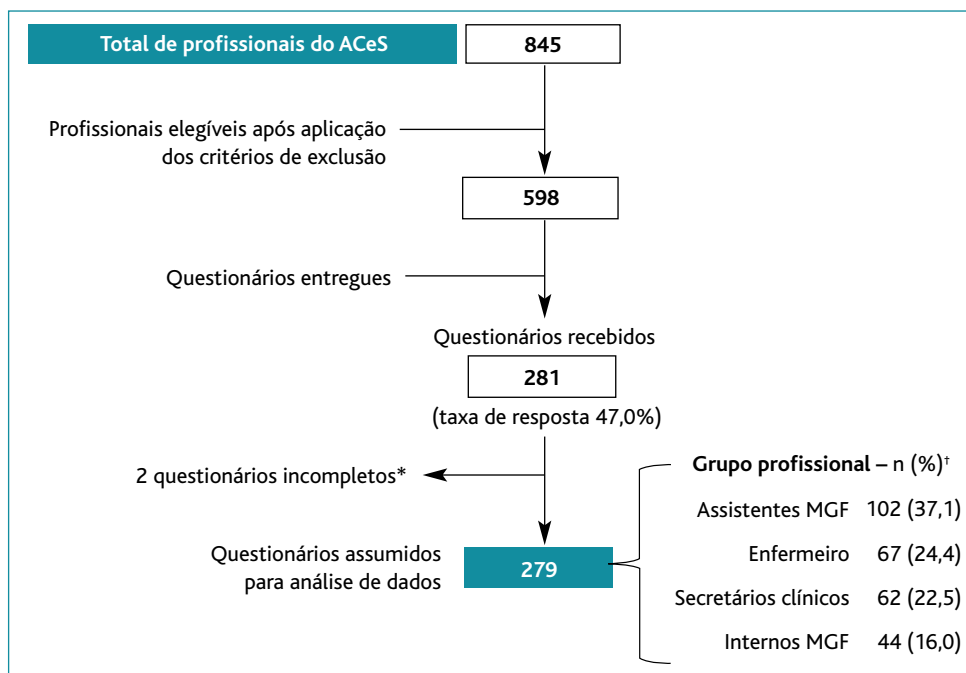 Total de profissionais do ACeS
845
Profissionais elegíveis após aplicação
dos critérios de exclusão
598
Questionários entregues
Questionários recebidos
281
(taxa de resposta 47,0%)
2 questionários incompletos*
Questionários assumidos
para análise de dados
279
Grupo profissional – n (%)†
Assistentes MGF 102 (37,1)
Enfermeiro 67 (24,4)
Secretários clínicos 62 (22,5)
Internos MGF 44 (16,0)